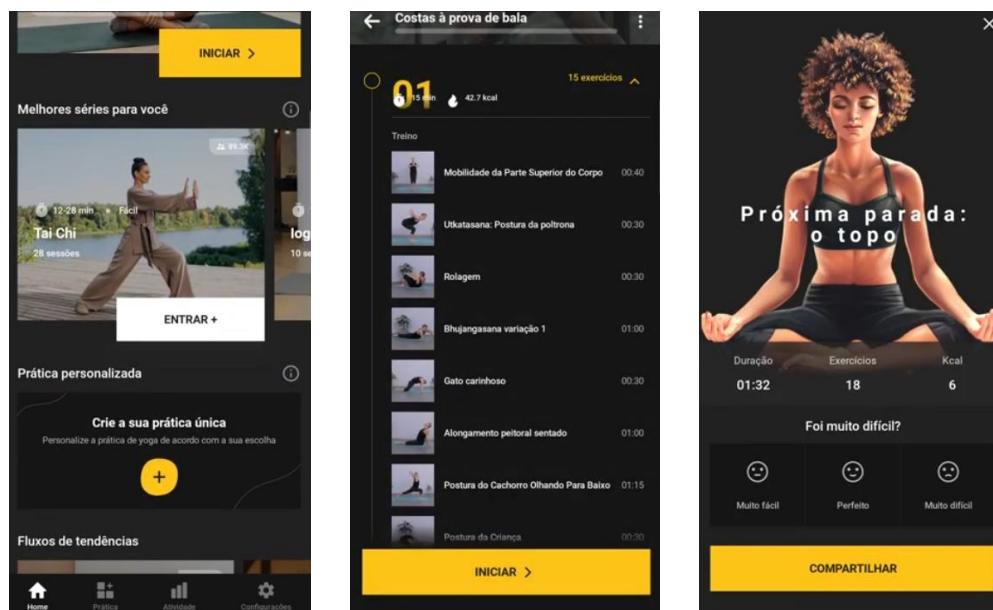 INICIAR >
Melhores séries para você
89.3K
12-28 min • Fácil
Tai Chi
28 sessões
ENTRAR +
10
Prática personalizada
Crie a sua prática única
Personalize a prática de yoga de acordo com a sua escolha
+
Fluxos de tendências
Home
Prática
Atividade
Configurações
Costas à prova de bala
01
15 exercícios
15 min
42.7 kcal
Treino
Mobilidade da Parte Superior do Corpo 00:40
Utkatasana: Postura da poltrona 00:30
Rolagem 00:30
Bhujangasana variação 1 01:00
Gato carinhoso 00:30
Alongamento peitoral sentado 01:00
Postura do Cachorro Olhando Para Baixo 01:15
Postura da Criança 00:30
INICIAR >
Próxima parada:
o topo
Duração Exercícios Kcal
01:32 18 6
Foi muito difícil?
Muito fácil Perfeito Muito difícil
COMPARTILHAR